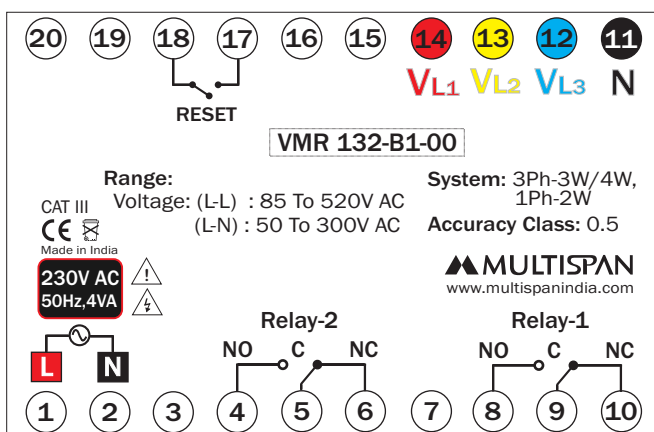 20 19 18 17 16 15 14 13 12 11
VL1 VL2 VL3 N
RESET
VMR 132-B1-00
Range:
Voltage: (L-L) : 85 To 520V AC
(L-N) : 50 To 300V AC
System: 3Ph-3W/4W,
1Ph-2W
Accuracy Class: 0.5
CAT III
CE
Made in India
230V AC
50Hz,4VA
MULTISPAN
www.multispanindia.com
Relay-2 Relay-1
L N NO C NC NO C NC
1 2 3 4 5 6 7 8 9 10